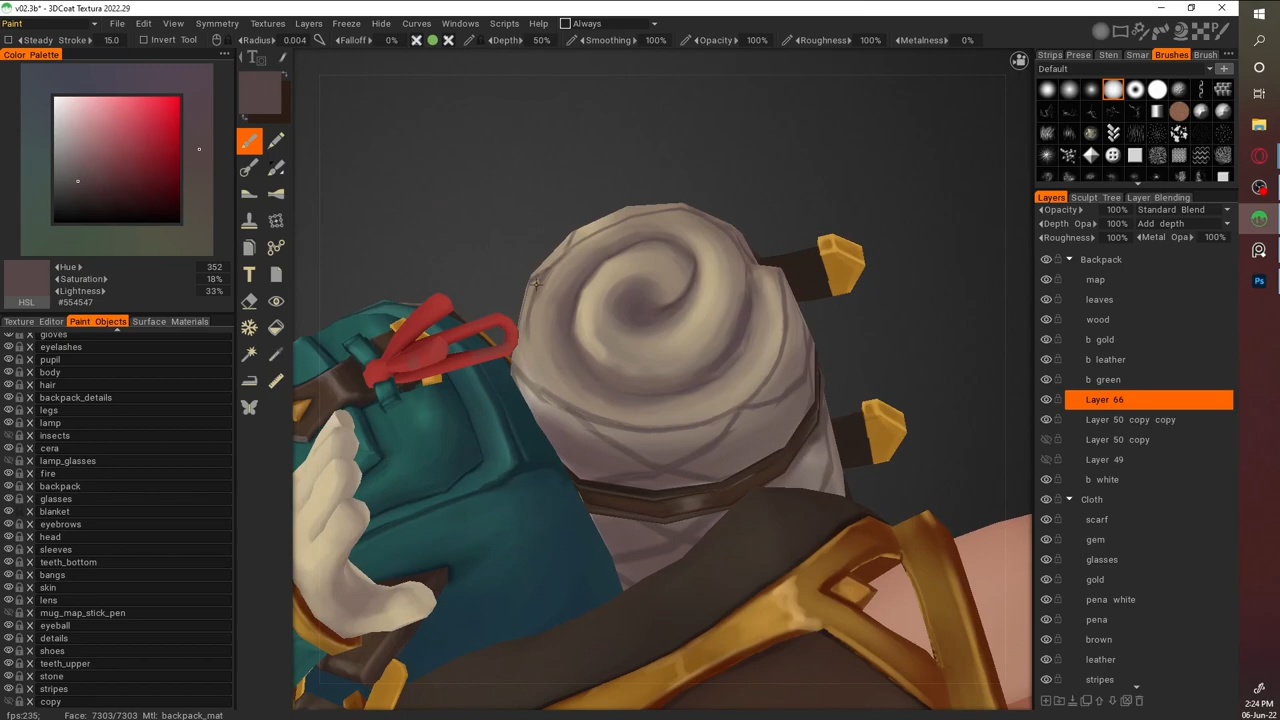 v02.3b* - 3DCoat Textura 2022.29
Paint File Edit View Symmetry Textures Layers Freeze Hide Curves Windows Scripts Help Always
Steady Stroke 15.0 Invert Tool Radius 0.004 Falloff 0% Depth 50% Smoothing 100% Opacity 100% Roughness 100% Metalness 0%
Color Palette
Hue 352
Saturation 18%
Lightness 33%
HSL #554547
Texture Editor Paint Objects Surface Materials
gloves
eyelashes
pupil
body
hair
backpack_details
legs
lamp
insects
cera
lamp_glasses
fire
backpack
glasses
blanket
eyebrows
head
sleeves
teeth_bottom
bangs
skin
lens
mug_map_stick_pen
eyeball
details
shoes
teeth_upper
stone
stripes
copy
fps:235; Face: 7303/7303 Mtl: backpack_mat
Strips Prese Sten Smar Brushes Brush
Default
Layers Sculpt Tree Layer Blending
Opacity 100% Standard Blend
Depth Opa 100% Add depth
Roughness 100% Metal Opa 100%
Backpack
map
leaves
wood
b gold
b leather
b green
Layer 66
Layer 50 copy copy
Layer 50 copy
Layer 49
b white
Cloth
scarf
gem
glasses
gold
pena white
pena
brown
leather
stripes
Ps
2:24 PM
06-Jun-22